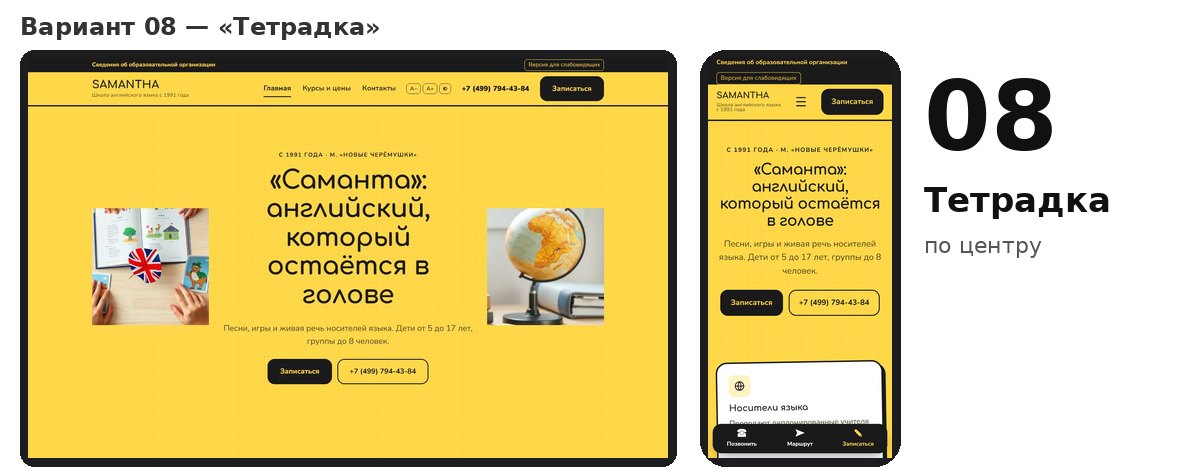 Вариант 08 — «Тетрадка»
Сведения об образовательной организации
Версия для слабовидящих
SAMANTHA
Школа английского языка с 1991 года
Главная
Курсы и цены
Контакты
A−
A+
+7 (499) 794-43-84
Записаться
С 1991 ГОДА · М. «НОВЫЕ ЧЕРЁМУШКИ»
«Саманта»:
английский,
который
остаётся в
голове
Песни, игры и живая речь носителей языка. Дети от 5 до 17 лет,
группы до 8 человек.
Записаться
+7 (499) 794-43-84
Сведения об образовательной организации
Версия для слабовидящих
SAMANTHA
Школа английского языка
с 1991 года
Записаться
С 1991 ГОДА · М. «НОВЫЕ ЧЕРЁМУШКИ»
«Саманта»:
английский,
который остаётся
в голове
Песни, игры и живая речь носителей
языка. Дети от 5 до 17 лет, группы до 8
человек.
Записаться
+7 (499) 794-43-84
Носители языка
Преподают дипломированные учителя
Позвонить
Маршрут
Записаться
08
Тетрадка
по центру